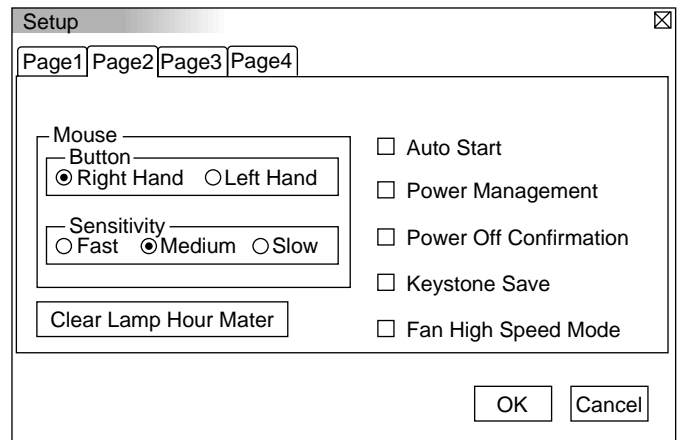 Setup
Page1 Page2 Page3 Page4
Mouse
Button
Right Hand Left Hand
Sensitivity
Fast Medium Slow
Clear Lamp Hour Mater
Auto Start
Power Management
Power Off Confirmation
Keystone Save
Fan High Speed Mode
OK Cancel